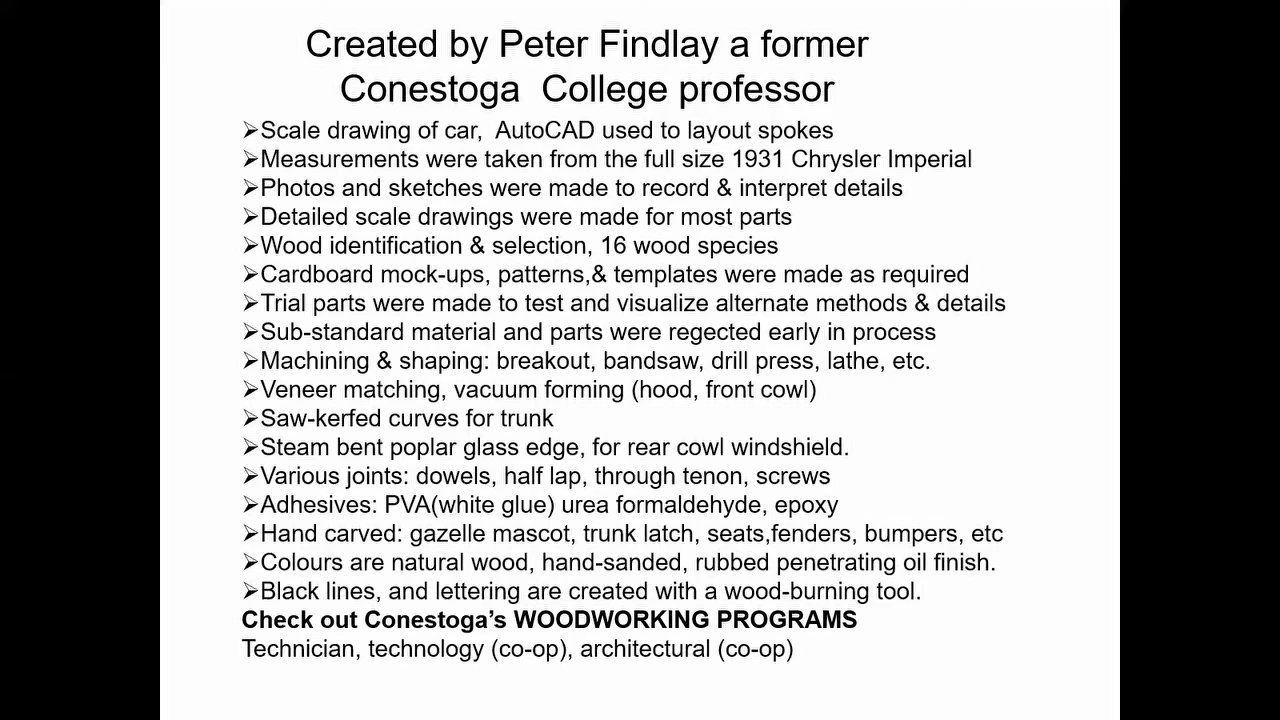 Created by Peter Findlay a former
Conestoga  College professor
➢Scale drawing of car,  AutoCAD used to layout spokes
➢Measurements were taken from the full size 1931 Chrysler Imperial
➢Photos and sketches were made to record & interpret details
➢Detailed scale drawings were made for most parts
➢Wood identification & selection, 16 wood species
➢Cardboard mock-ups, patterns,& templates were made as required
➢Trial parts were made to test and visualize alternate methods & details
➢Sub-standard material and parts were regected early in process
➢Machining & shaping: breakout, bandsaw, drill press, lathe, etc.
➢Veneer matching, vacuum forming (hood, front cowl)
➢Saw-kerfed curves for trunk
➢Steam bent poplar glass edge, for rear cowl windshield.
➢Various joints: dowels, half lap, through tenon, screws
➢Adhesives: PVA(white glue) urea formaldehyde, epoxy
➢Hand carved: gazelle mascot, trunk latch, seats,fenders, bumpers, etc
➢Colours are natural wood, hand-sanded, rubbed penetrating oil finish.
➢Black lines, and lettering are created with a wood-burning tool.
Check out Conestoga’s WOODWORKING PROGRAMS
Technician, technology (co-op), architectural (co-op)